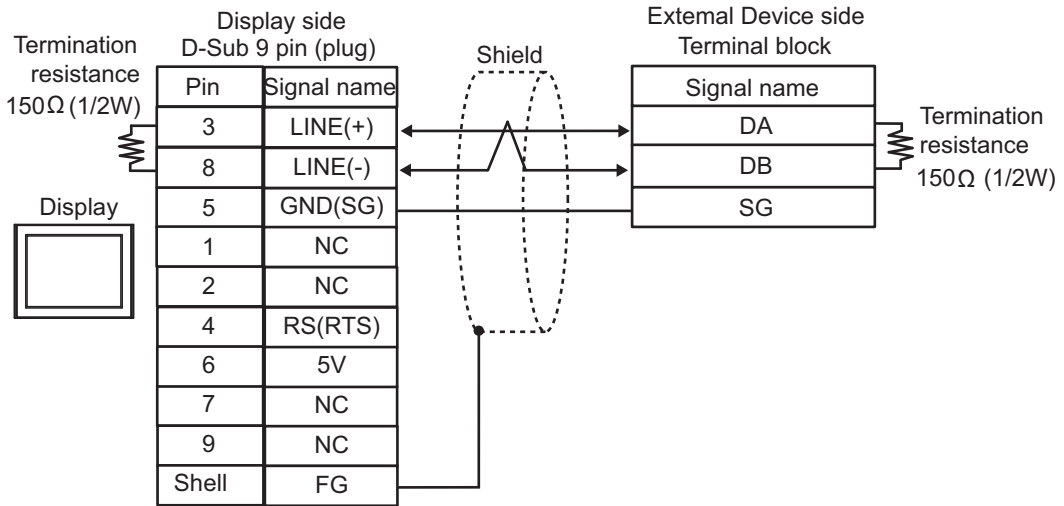 Display side
D-Sub 9 pin (plug)
Termination
resistance
150Ω (1/2W)
Pin Signal name
3 LINE(+)
8 LINE(-)
5 GND(SG)
1 NC
2 NC
4 RS(RTS)
6 5V
7 NC
9 NC
Shell FG
Display
Shield
External Device side
Terminal block
Signal name
DA
DB
SG
Termination
resistance
150Ω (1/2W)